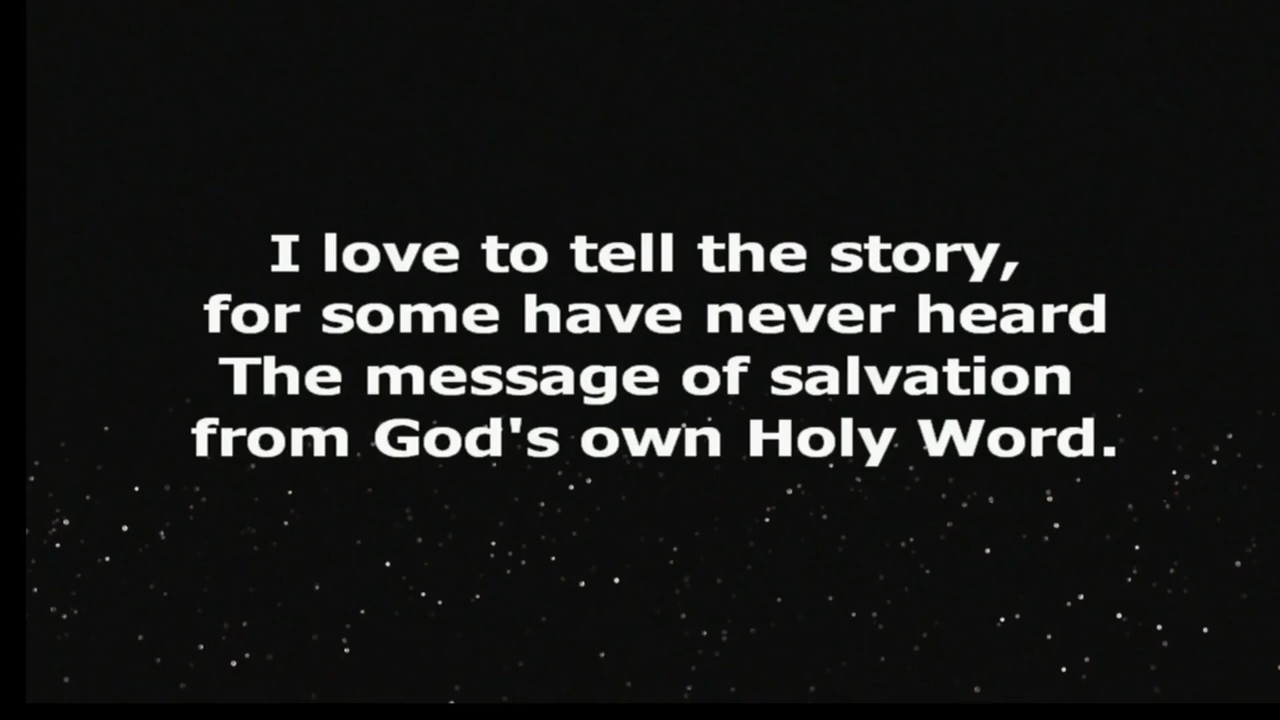 I love to tell the story,
for some have never heard
The message of salvation
from God's own Holy Word.